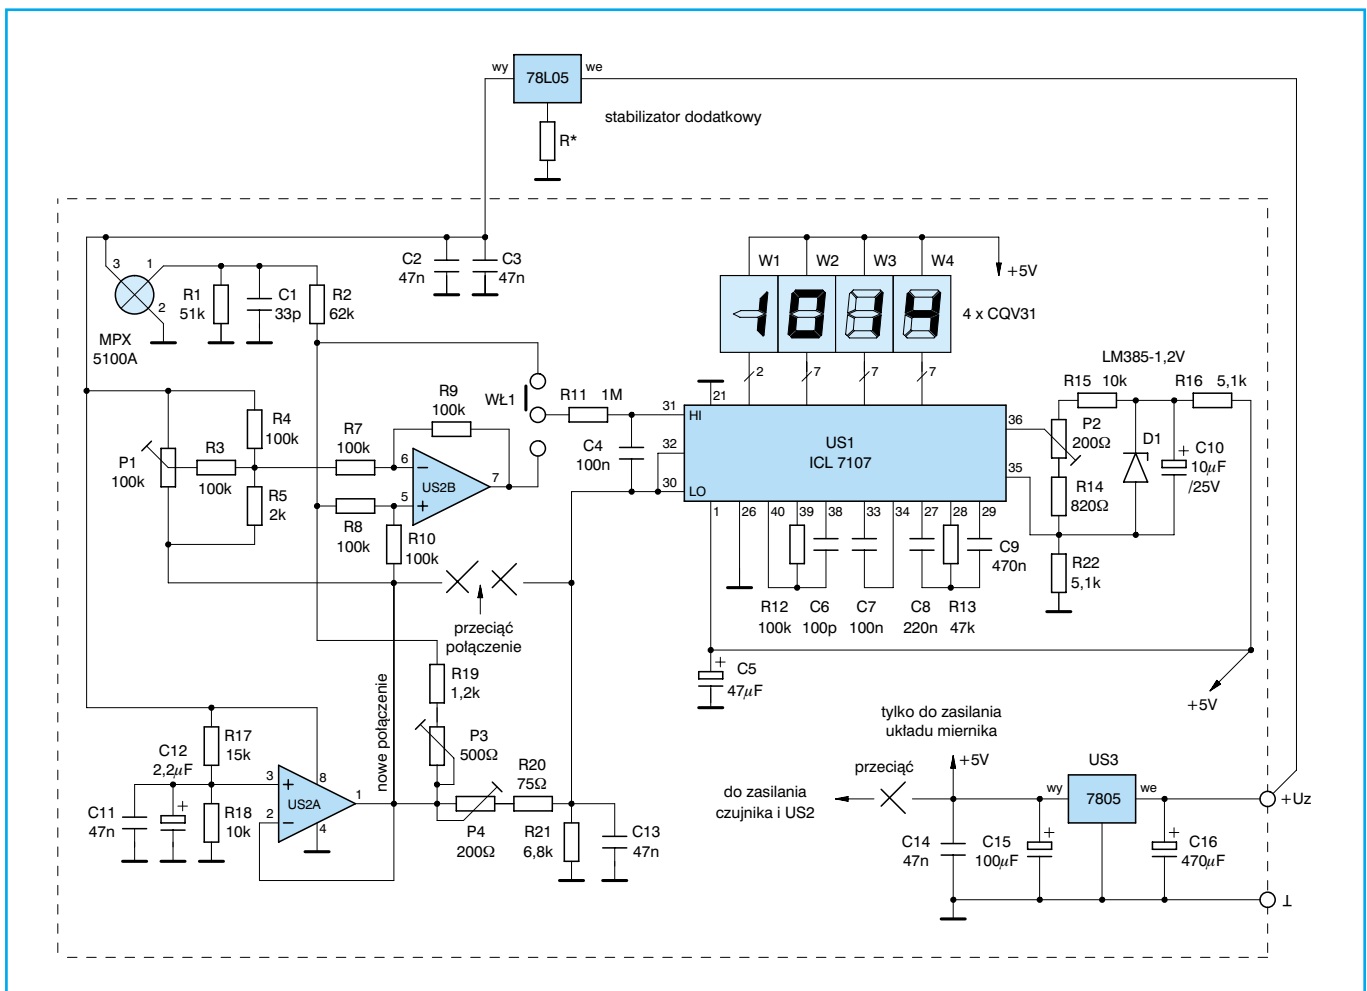 wy
78L05
we
stabilizator dodatkowy
R*
3
1
2
MPX
5100A
R1
51k
C1
33p
R2
62k
C2
47n
C3
47n
W1
W2
W3
W4
+5V
1014
4 x CQV31
2
7
7
7
LM385-1,2V
R15
10k
R16
5,1k
P2
200Ω
D1
C10
+
10µF
/25V
R14
820Ω
R22
5,1k
36
35
WŁ1
R11
1M
C4
100n
31
32
30
HI
LO
21
US1
ICL 7107
1
26
40
39
38
33
34
27
28
29
R12
100k
C6
100p
C7
100n
C8
220n
R13
47k
C9
470n
P1
100k
R3
100k
R4
100k
R5
2k
R7
100k
R9
100k
6
–
5
+
US2B
7
R8
100k
R10
100k
przeciąć
połączenie
R19
1,2k
P3
500Ω
R20
75Ω
P4
200Ω
R21
6,8k
C13
47n
nowe połączenie
C12
2,2µF
+
R17
15k
R18
10k
C11
47n
3
+
2
–
US2A
8
4
1
+
C5
47µF
+5V
tylko do zasilania
układu miernika
+5V
przeciąć
do zasilania
czujnika i US2
US3
wy
7805
we
+Uz
C14
47n
C15
100µF
+
C16
470µF
+
⊥